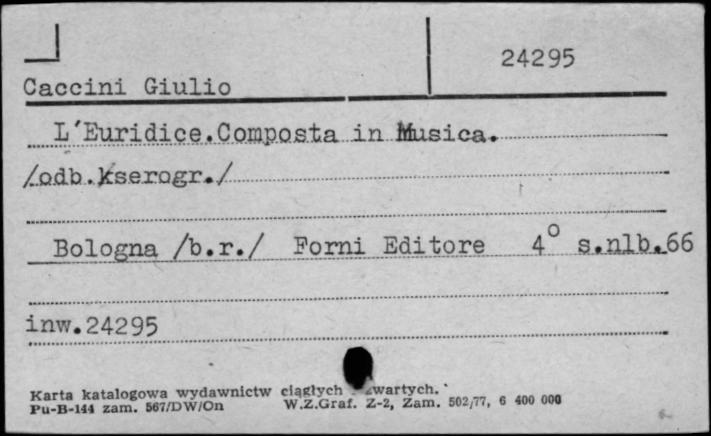 24295
Caccini Giulio
L'Euridice.Composta in Musica.
/odb.kserogr./
Bologna /b.r./ Forni Editore 4° s.nlb.66
inw.24295
Karta katalogowa wydawnictw ciągłych zwartych.
Pu-B-144 zam. 567/DW/On W.Z.Graf. Z-2, Zam. 502/77, 6 400 000